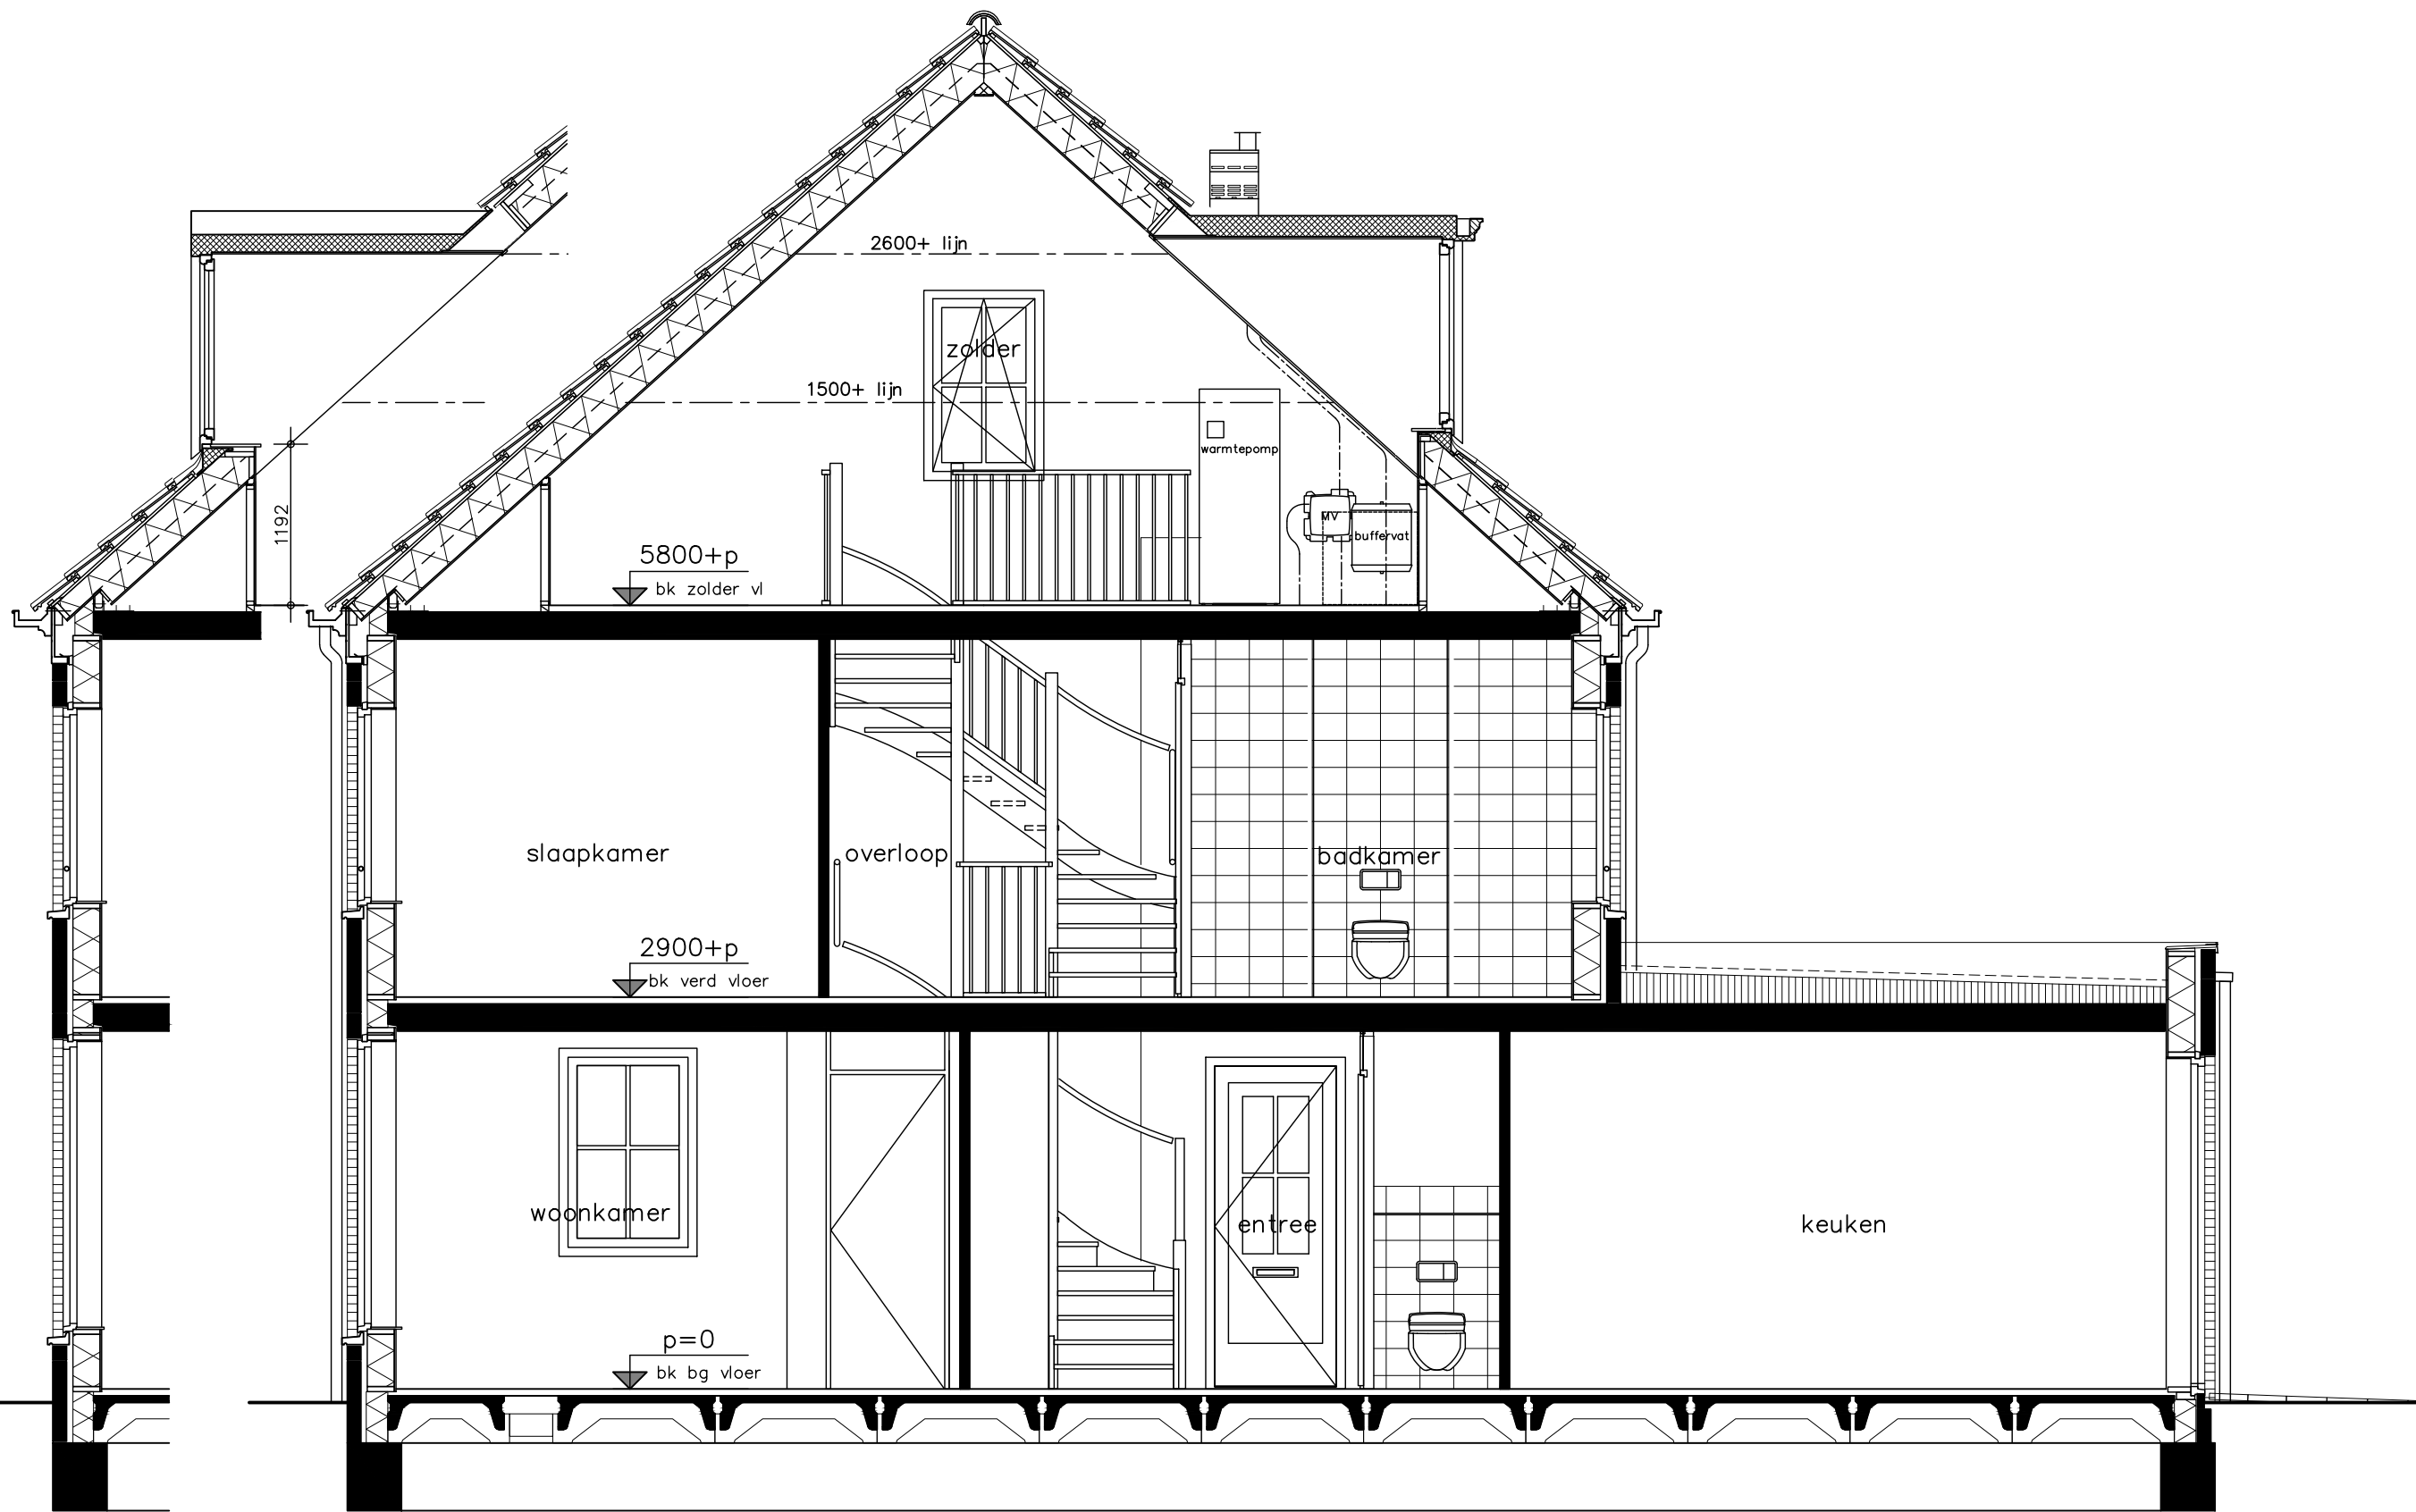 2600+ lijn
zolder
1500+ lijn
warmtepomp
1192
MV
buffervat
5800+p
bk zolder vl
slaapkamer
overloop
badkamer
2900+p
bk verd vloer
woonkamer
entree
keuken
p=0
bk bg vloer